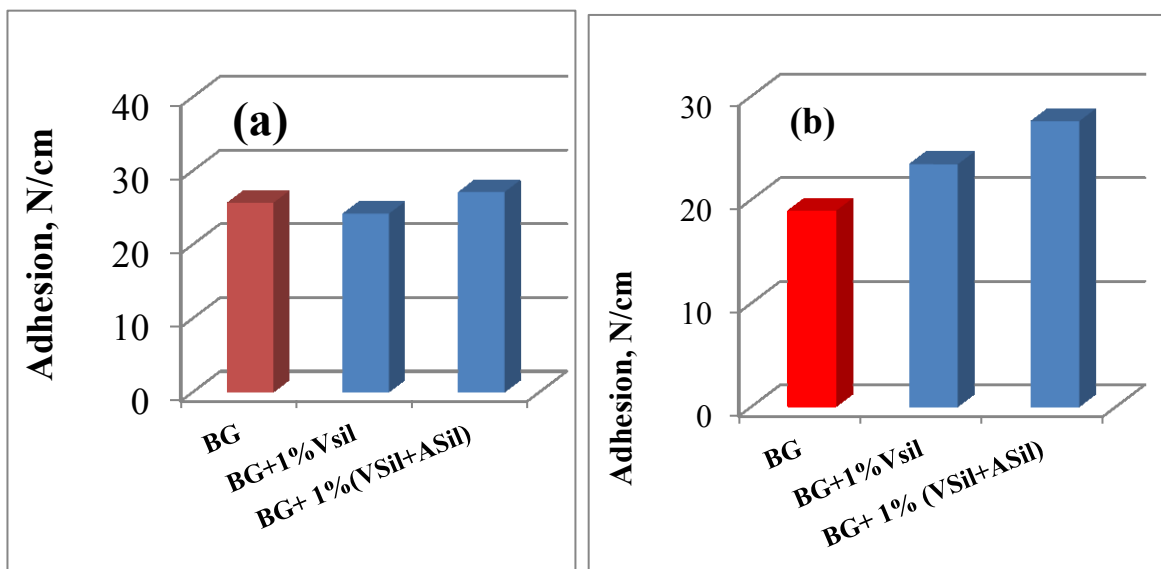 (a)
Adhesion, N/cm
40
30
20
10
0
BG
BG+1%Vsil
BG+ 1%(VSil+ASil)
(b)
Adhesion, N/cm
30
20
10
0
BG
BG+1%Vsil
BG+ 1% (VSil+ASil)